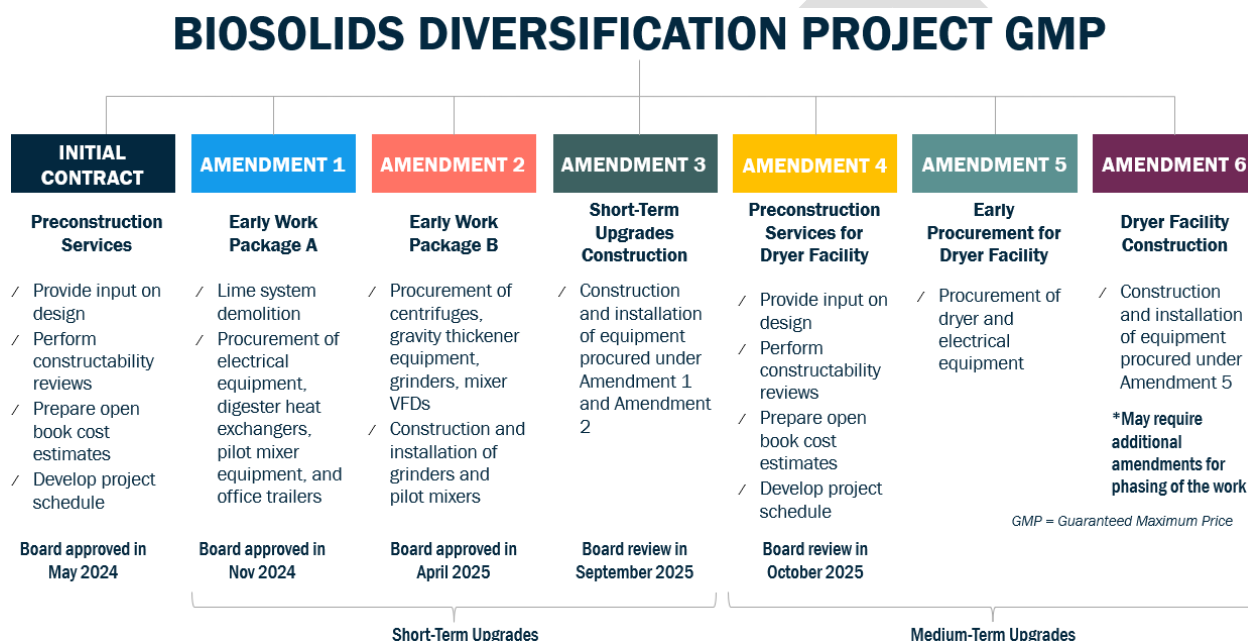 BIOSOLIDS DIVERSIFICATION PROJECT GMP
INITIAL
CONTRACT
Preconstruction
Services
/ Provide input on
design
/ Perform
constructability
reviews
/ Prepare open
book cost
estimates
/ Develop project
schedule
Board approved in
May 2024
AMENDMENT 1
Early Work
Package A
/ Lime system
demolition
/ Procurement of
electrical
equipment,
digester heat
exchangers,
pilot mixer
equipment, and
office trailers
Board approved in
Nov 2024
AMENDMENT 2
Early Work
Package B
/ Procurement of
centrifuges,
gravity thickener
equipment,
grinders, mixer
VFDs
/ Construction and
installation of
grinders and
pilot mixers
Board approved in
April 2025
AMENDMENT 3
Short-Term
Upgrades
Construction
/ Construction
and installation
of equipment
procured under
Amendment 1
and Amendment
2
Board review in
September 2025
AMENDMENT 4
Preconstruction
Services for
Dryer Facility
/ Provide input on
design
/ Perform
constructability
reviews
/ Prepare open
book cost
estimates
/ Develop project
schedule
Board review in
October 2025
AMENDMENT 5
Early
Procurement for
Dryer Facility
/ Procurement of
dryer and
electrical
equipment
AMENDMENT 6
Dryer Facility
Construction
/ Construction
and installation
of equipment
procured under
Amendment 5
*May require
additional
amendments for
phasing of the work
GMP = Guaranteed Maximum Price
Short-Term Upgrades
Medium-Term Upgrades